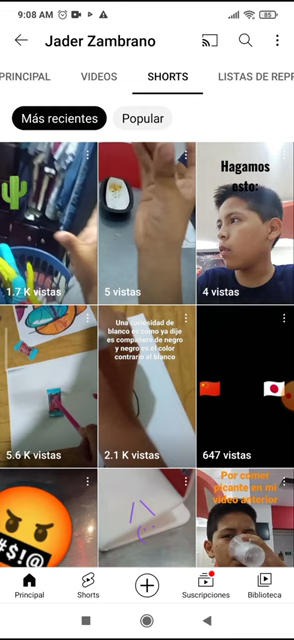 9:08 AM
85
Jader Zambrano
PRINCIPAL
VIDEOS
SHORTS
LISTAS DE REPR
Más recientes
Popular
1.7 K vistas
5 vistas
Hagamos
esto:
4 vistas
5.6 K vistas
Una curiosidad de
blanco es como ya dije
es compañero de negro
y negro es el color
contrario al blanco
2.1 K vistas
647 vistas
#$!@
Por comer
picante en mi
video anterior
Principal
Shorts
Suscripciones
Biblioteca